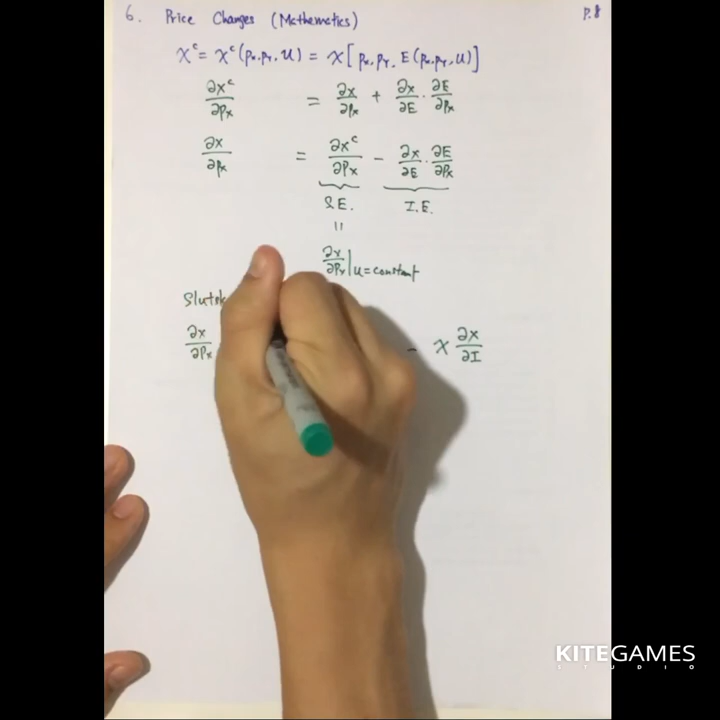 6. Price Changes (Mathematics) P.8
xᶜ = xᶜ(pₓ, pᵧ, u) = x[pₓ, pᵧ, E(pₓ, pᵧ, u)]
∂xᶜ/∂pₓ = ∂x/∂pₓ + ∂x/∂E · ∂E/∂pₓ
∂x/∂pₓ = ∂xᶜ/∂pₓ - ∂x/∂E · ∂E/∂pₓ
S.E. I.E.
=
∂x/∂pₓ | u = constant
∂x/∂pₓ - x ∂x/∂I
KITEGAMES
STUDIO